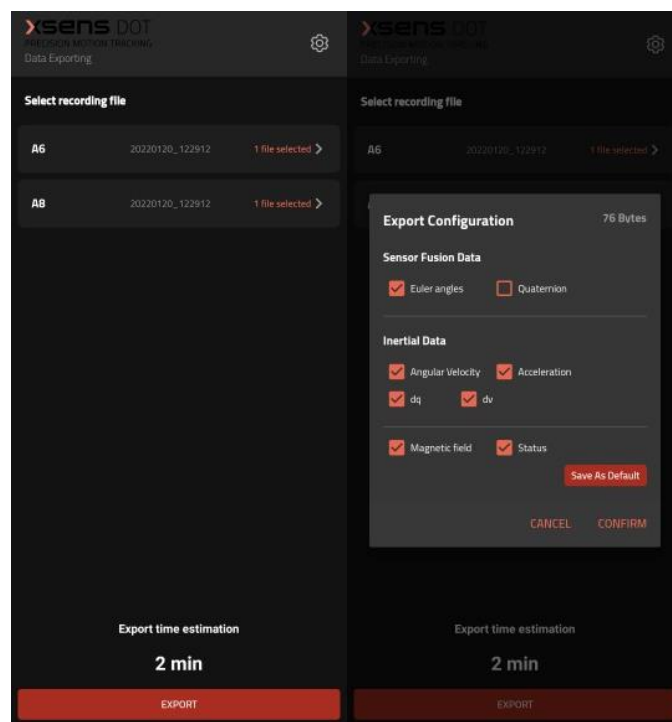 xsens DOT
PRECISION MOTION TRACKING
Data Exporting
Select recording file
A6 20220120_122912 1 file selected
A8 20220120_122912 1 file selected
Export time estimation
2 min
EXPORT
xsens DOT
PRECISION MOTION TRACKING
Data Exporting
Select recording file
A6 20220120_122912 1 file selected
Export Configuration 76 Bytes
Sensor Fusion Data
Euler angles Quaternion
Inertial Data
Angular Velocity Acceleration
dq dv
Magnetic field Status
Save As Default
CANCEL CONFIRM
Export time estimation
2 min
EXPORT